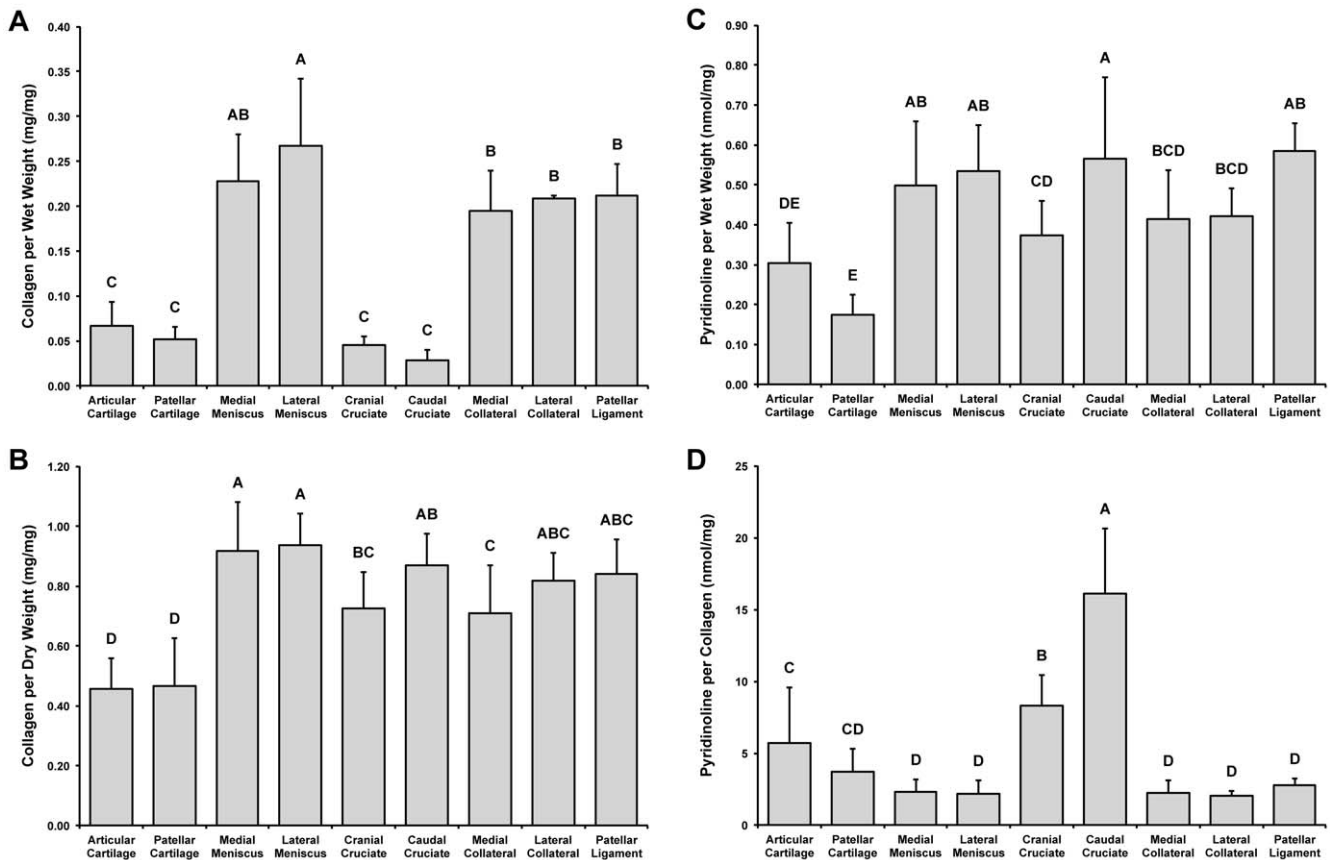 A
Collagen per Wet Weight (mg/mg)
0.40
0.35
0.30
0.25
0.20
0.15
0.10
0.05
0.00
C
C
AB
A
C
C
B
B
B
Articular Cartilage
Patellar Cartilage
Medial Meniscus
Lateral Meniscus
Cranial Cruciate
Caudal Cruciate
Medial Collateral
Lateral Collateral
Patellar Ligament
B
Collagen per Dry Weight (mg/mg)
1.20
1.00
0.80
0.60
0.40
0.20
0.00
D
D
A
A
BC
AB
C
ABC
ABC
Articular Cartilage
Patellar Cartilage
Medial Meniscus
Lateral Meniscus
Cranial Cruciate
Caudal Cruciate
Medial Collateral
Lateral Collateral
Patellar Ligament
C
Pyridinoline per Wet Weight (nmol/mg)
0.90
0.80
0.70
0.60
0.50
0.40
0.30
0.20
0.10
0.00
DE
E
AB
AB
CD
A
BCD
BCD
AB
Articular Cartilage
Patellar Cartilage
Medial Meniscus
Lateral Meniscus
Cranial Cruciate
Caudal Cruciate
Medial Collateral
Lateral Collateral
Patellar Ligament
D
Pyridinoline per Collagen (nmol/mg)
25
20
15
10
5
0
C
CD
D
D
B
A
D
D
D
Articular Cartilage
Patellar Cartilage
Medial Meniscus
Lateral Meniscus
Cranial Cruciate
Caudal Cruciate
Medial Collateral
Lateral Collateral
Patellar Ligament